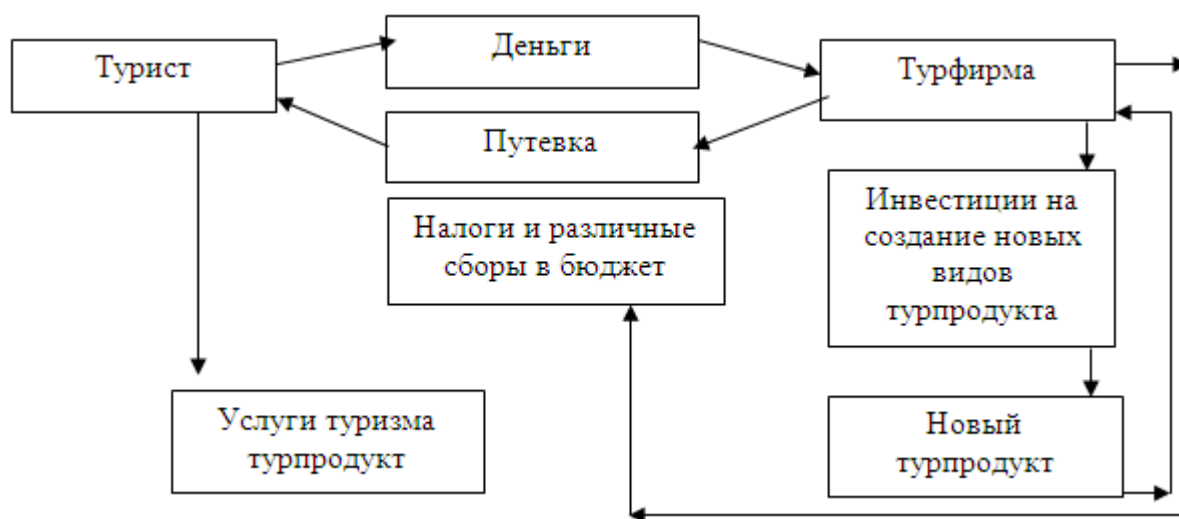 Турист
Деньги
Турфирма
Путевка
Налоги и различные
сборы в бюджет
Инвестиции на
создание новых
видов
турпродукта
Услуги туризма
турпродукт
Новый
турпродукт